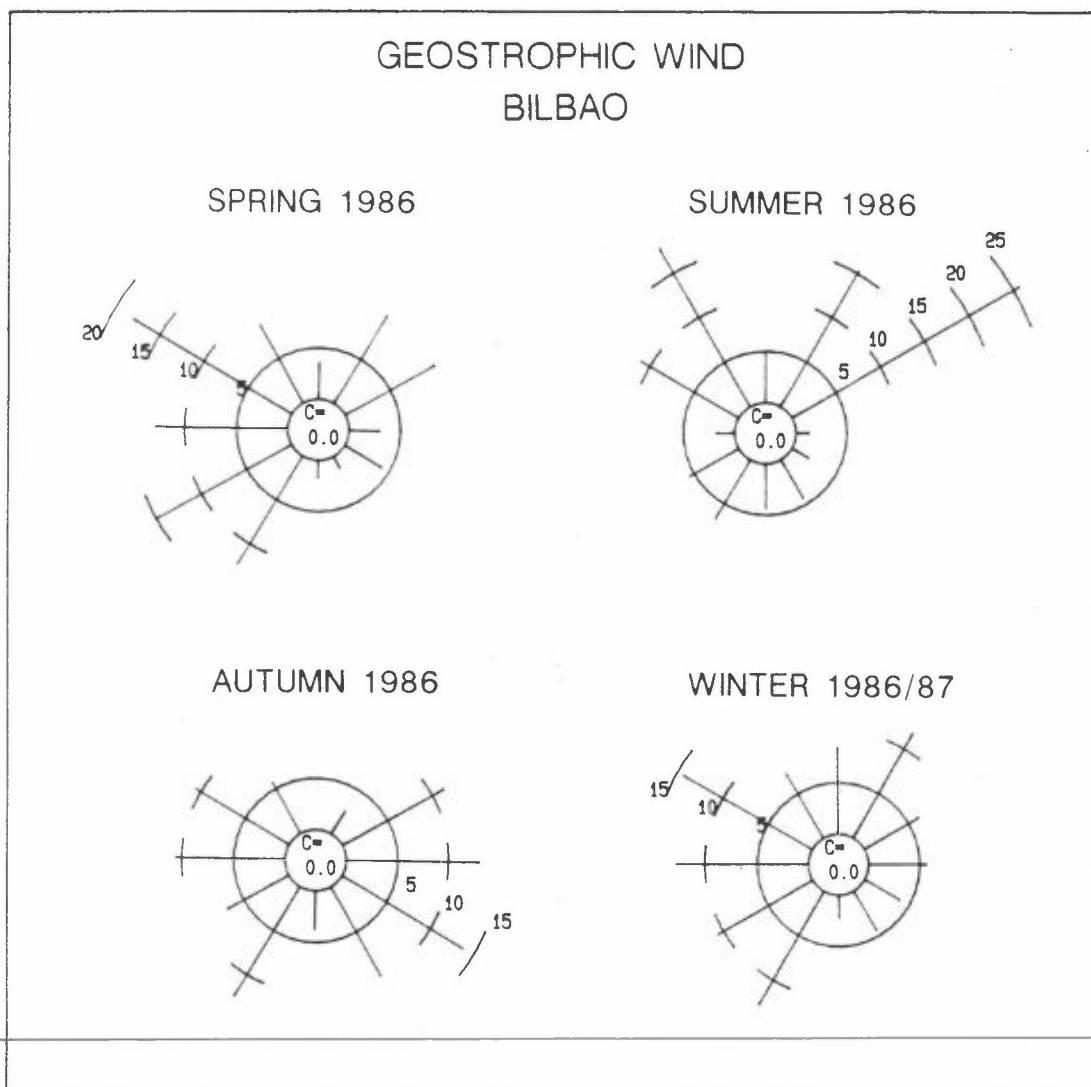 GEOSTROPHIC WIND
BILBAO
SPRING 1986
20
15
10
5
C=
0.0
SUMMER 1986
25
20
15
10
5
C=
0.0
AUTUMN 1986
C=
0.0
5
10
15
WINTER 1986/87
15
10
5
C=
0.0